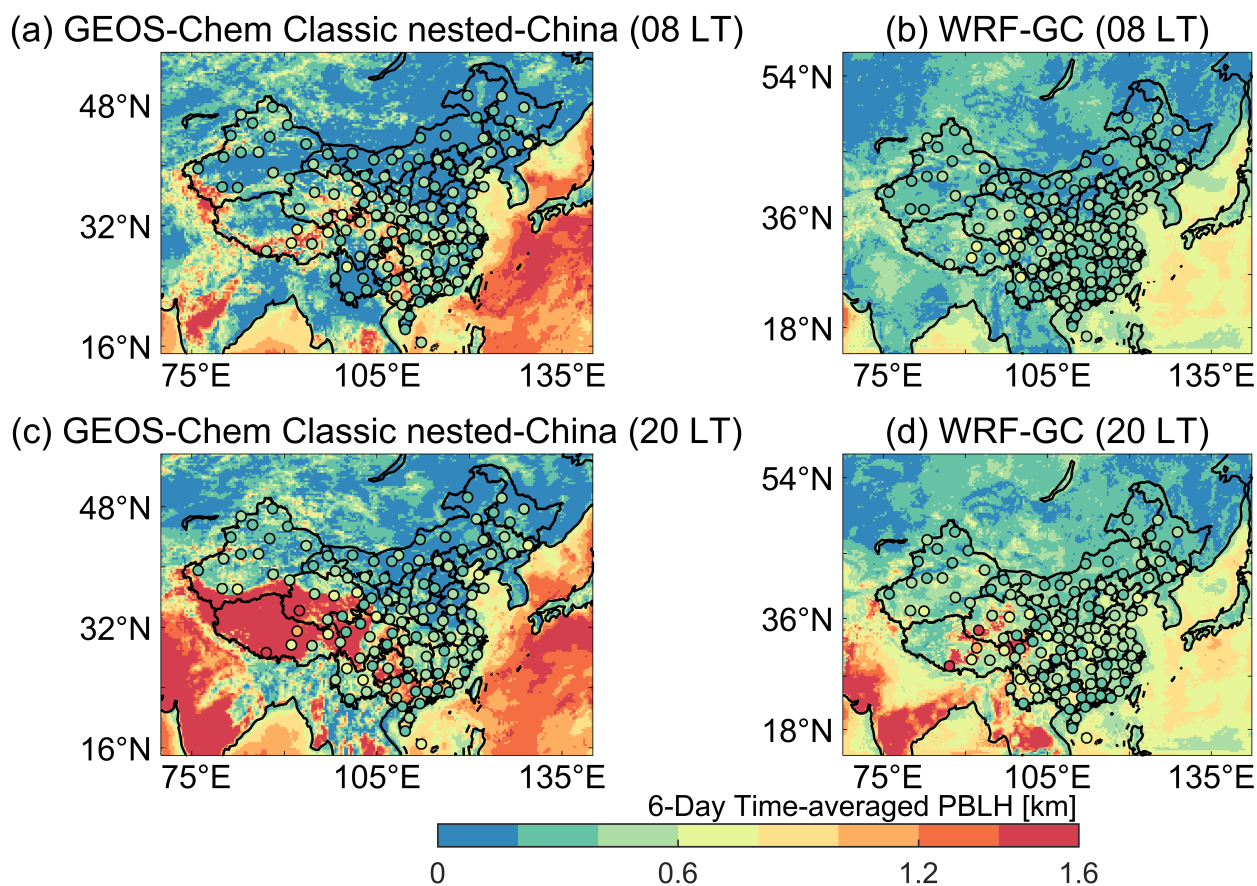 (a) GEOS-Chem Classic nested-China (08 LT)
(b) WRF-GC (08 LT)
48°N
32°N
16°N
75°E 105°E 135°E
54°N
36°N
18°N
75°E 105°E 135°E
(c) GEOS-Chem Classic nested-China (20 LT)
(d) WRF-GC (20 LT)
48°N
32°N
16°N
75°E 105°E 135°E
54°N
36°N
18°N
75°E 105°E 135°E
6-Day Time-averaged PBLH [km]
0 0.6 1.2 1.6